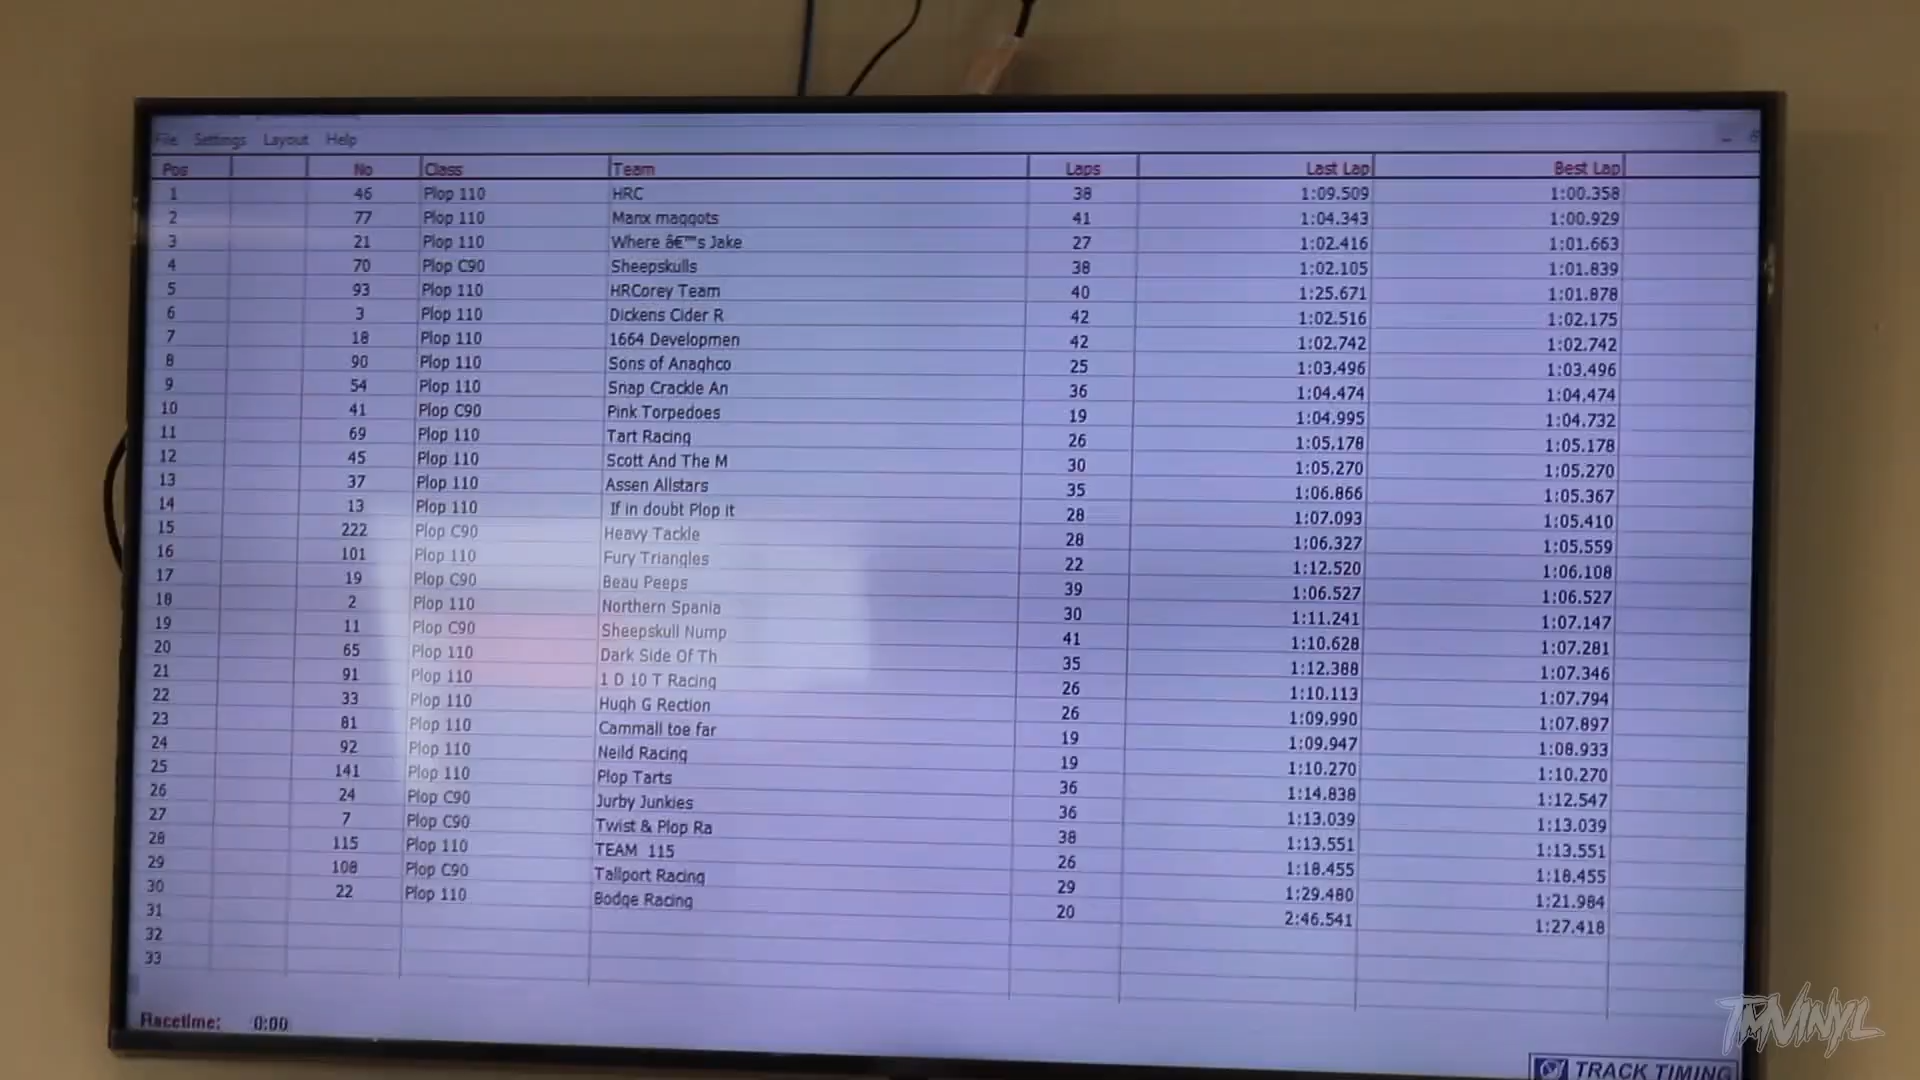 File Settings Layout Help
Pos No Class Team Laps Last Lap Best Lap
1 46 Plop 110 HRC 38 1:09.509 1:00.358
2 77 Plop 110 Manx maggots 41 1:04.343 1:00.929
3 21 Plop 110 Where â€™s Jake 27 1:02.416 1:01.663
4 70 Plop C90 Sheepskulls 38 1:02.105 1:01.839
5 93 Plop 110 HRCorey Team 40 1:25.671 1:01.878
6 3 Plop 110 Dickens Cider R 42 1:02.516 1:02.175
7 18 Plop 110 1664 Developmen 42 1:02.742 1:02.742
8 90 Plop 110 Sons of Anaghco 25 1:03.496 1:03.496
9 54 Plop 110 Snap Crackle An 36 1:04.474 1:04.474
10 41 Plop C90 Pink Torpedoes 19 1:04.995 1:04.732
11 69 Plop 110 Tart Racing 26 1:05.178 1:05.178
12 45 Plop 110 Scott And The M 30 1:05.270 1:05.270
13 37 Plop 110 Assen Allstars 35 1:06.866 1:05.367
14 13 Plop 110 If in doubt Plop it 28 1:07.093 1:05.410
15 222 Plop C90 Heavy Tackle 28 1:06.327 1:05.559
16 101 Plop 110 Fury Triangles 22 1:12.520 1:06.108
17 19 Plop C90 Beau Peeps 39 1:06.527 1:06.527
18 2 Plop 110 Northern Spania 30 1:11.241 1:07.147
19 11 Plop C90 Sheepskull Nump 41 1:10.628 1:07.281
20 65 Plop 110 Dark Side Of Th 35 1:12.388 1:07.346
21 91 Plop 110 1 D 10 T Racing 26 1:10.113 1:07.794
22 33 Plop 110 Hugh G Rection 26 1:09.990 1:07.897
23 81 Plop 110 Cammall toe far 19 1:09.947 1:08.933
24 92 Plop 110 Neild Racing 19 1:10.270 1:10.270
25 141 Plop 110 Plop Tarts 36 1:14.838 1:12.547
26 24 Plop C90 Jurby Junkies 36 1:13.039 1:13.039
27 7 Plop C90 Twist & Plop Ra 38 1:13.551 1:13.551
28 115 Plop 110 TEAM 115 26 1:18.455 1:18.455
29 108 Plop C90 Tallport Racing 29 1:29.480 1:21.984
30 22 Plop 110 Bodge Racing 20 2:46.541 1:27.418
31
32
33
Racetime: 0:00
TRACK TIMING
TMVINYL